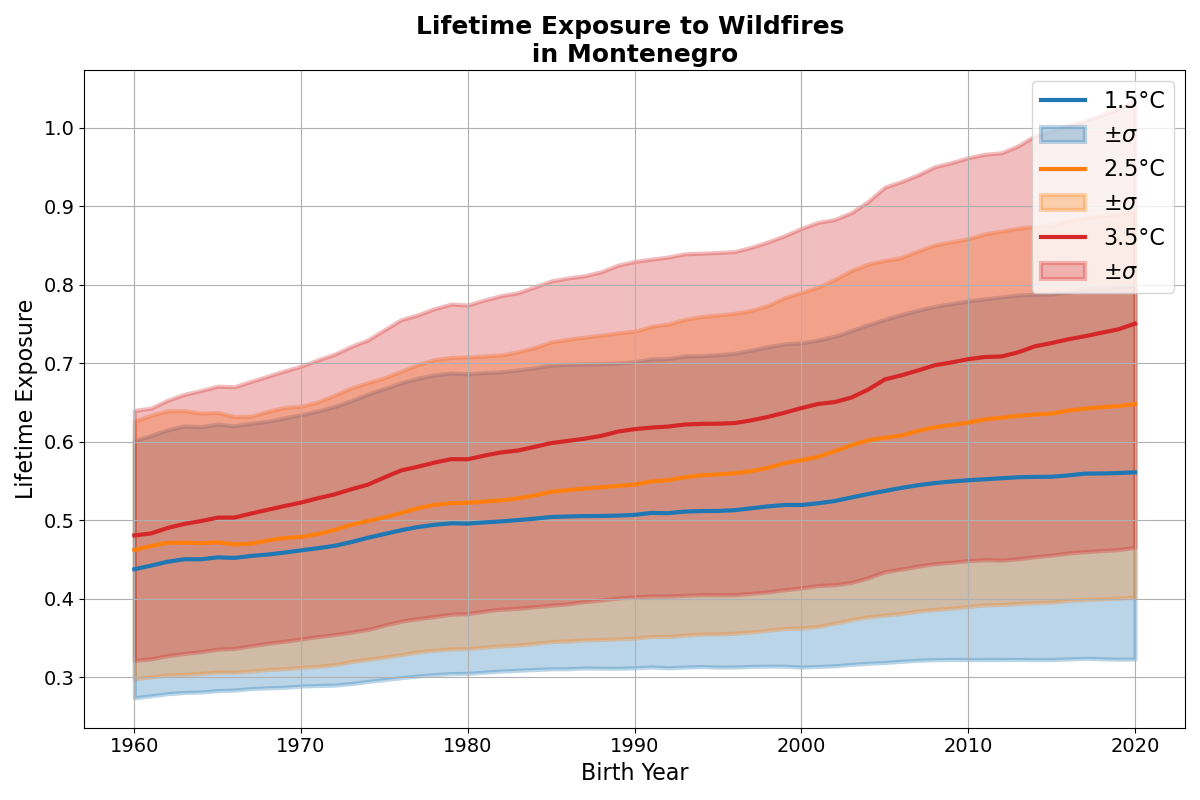 Lifetime Exposure to Wildfires
in Montenegro
Lifetime Exposure
1.0
0.9
0.8
0.7
0.6
0.5
0.4
0.3
1.5°C
±σ
2.5°C
±σ
3.5°C
±σ
1960 1970 1980 1990 2000 2010 2020
Birth Year